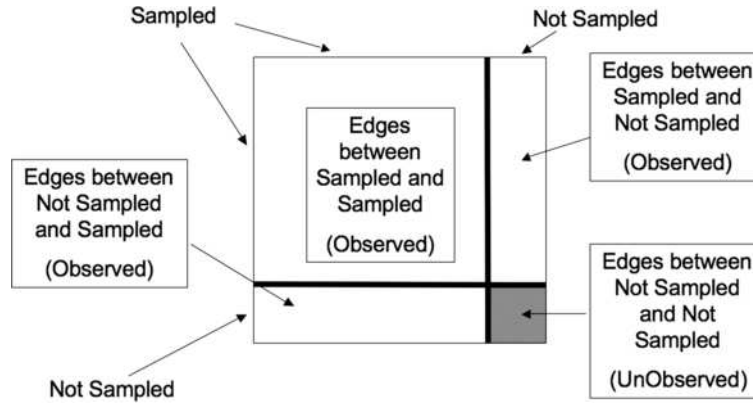 Sampled
Not Sampled
Edges between
Sampled and
Not Sampled
(Observed)
Edges
between
Sampled and
Sampled
(Observed)
Edges between
Not Sampled
and Sampled
(Observed)
Edges between
Not Sampled
and Not
Sampled
(UnObserved)
Not Sampled